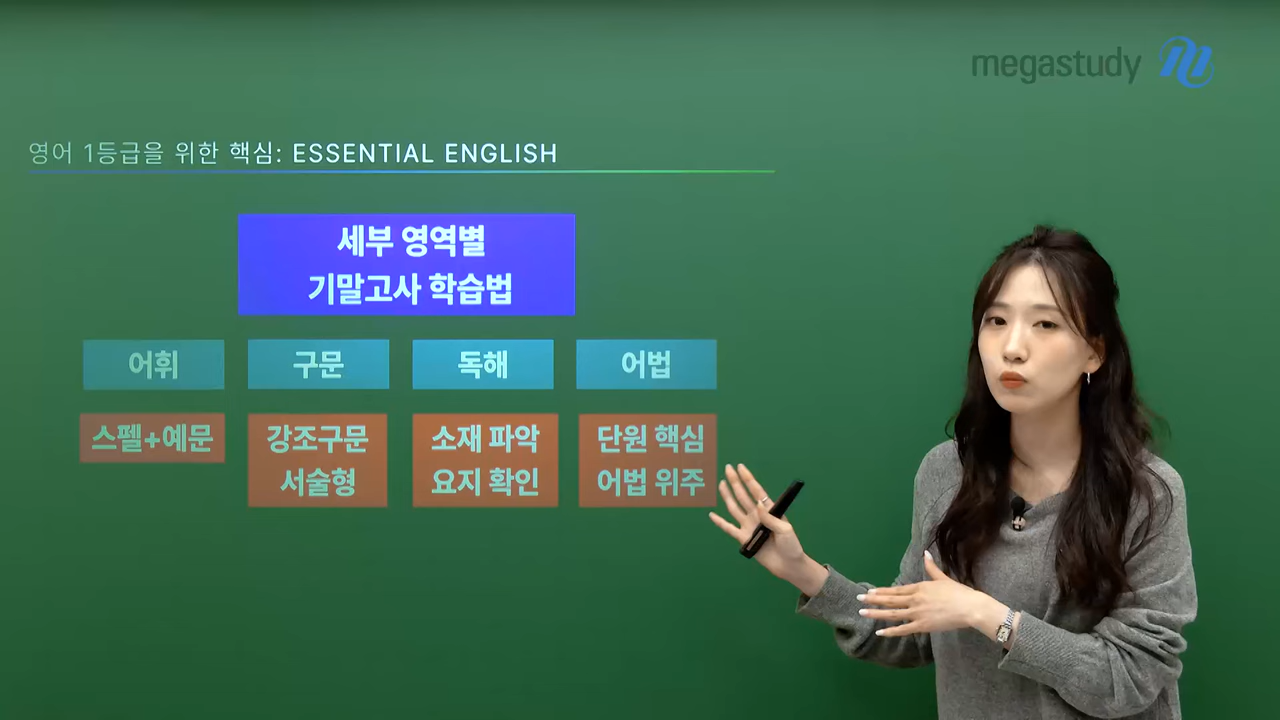 megastudy
영어 1등급을 위한 핵심: ESSENTIAL ENGLISH
세부 영역별
기말고사 학습법
어휘 구문 독해 어법
스펠+예문
강조구문
서술형
소재 파악
요지 확인
단원 핵심
어법 위주